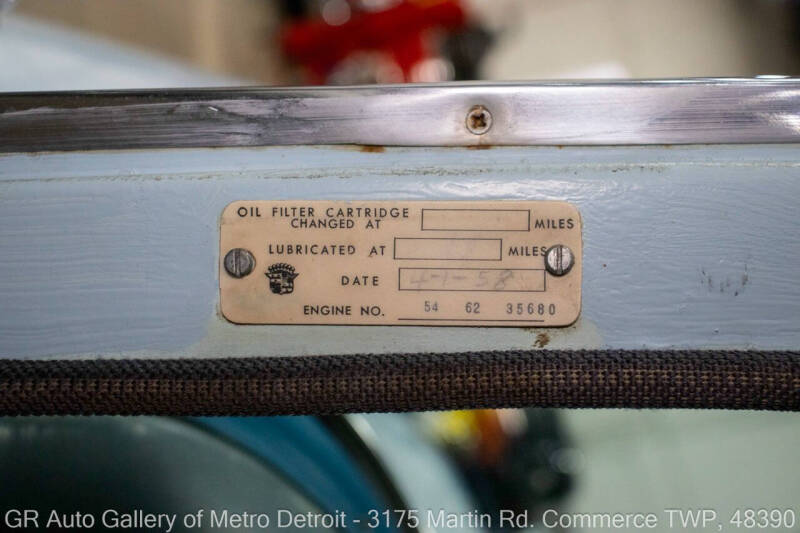 OIL FILTER CARTRIDGE
CHANGED AT MILES
LUBRICATED AT MILES
DATE 4-1-58
ENGINE NO. 54 62 35680
GR Auto Gallery of Metro Detroit - 3175 Martin Rd. Commerce TWP, 48390